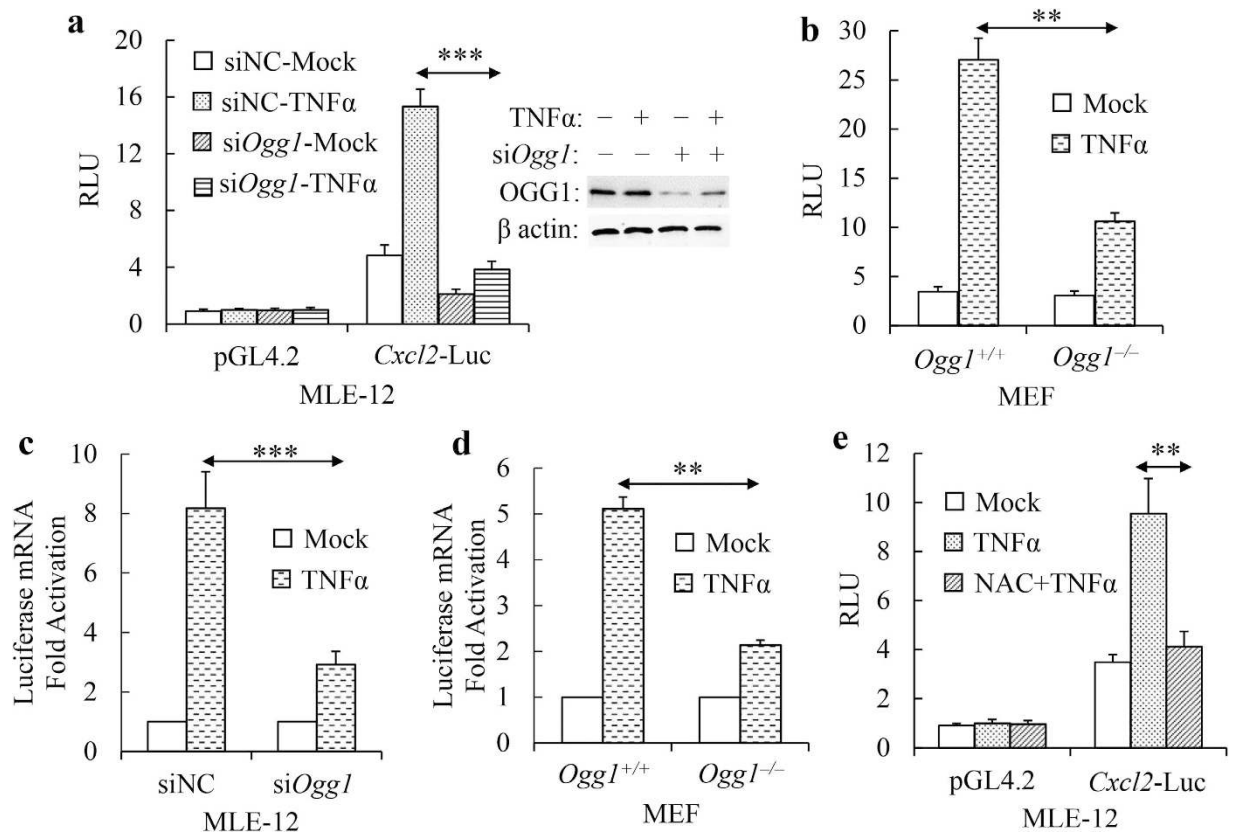 a
20
16
12
8
4
0
RLU
siNC-Mock
siNC-TNFα
siOgg1-Mock
siOgg1-TNFα
***
pGL4.2 Cxcl2-Luc
MLE-12
TNFα: − + − +
siOgg1: − − + +
OGG1:
β actin:
b
30
25
20
15
10
5
0
RLU
**
Mock
TNFα
Ogg1+/+ Ogg1−/−
MEF
c
10
8
6
4
2
0
Luciferase mRNA
Fold Activation
***
Mock
TNFα
siNC siOgg1
MLE-12
d
6
5
4
3
2
1
0
Luciferase mRNA
Fold Activation
**
Mock
TNFα
Ogg1+/+ Ogg1−/−
MEF
e
12
10
8
6
4
2
0
RLU
**
Mock
TNFα
NAC+TNFα
pGL4.2 Cxcl2-Luc
MLE-12